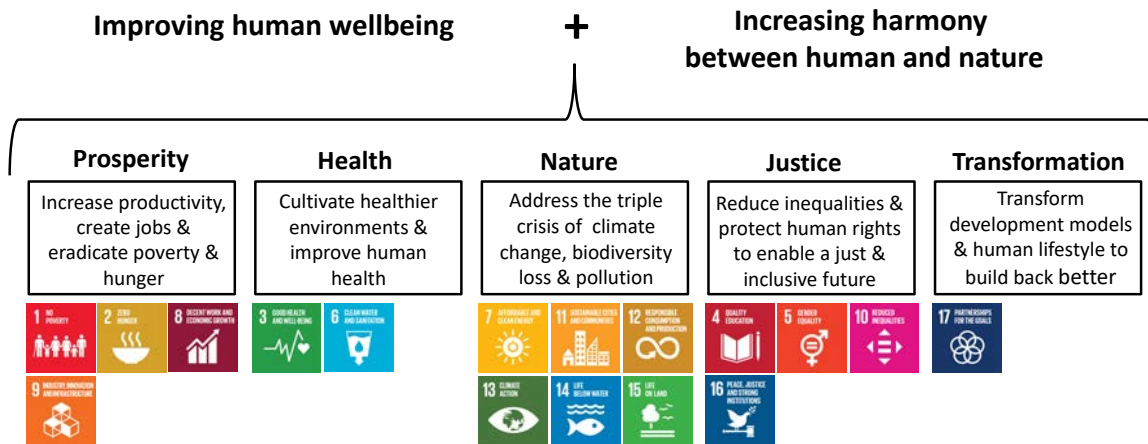 Improving human wellbeing
+
Increasing harmony
between human and nature
Prosperity
Increase productivity,
create jobs &
eradicate poverty &
hunger
1 NO
POVERTY
2 ZERO
HUNGER
8 DECENT WORK AND
ECONOMIC GROWTH
9 INDUSTRY, INNOVATION
AND INFRASTRUCTURE
Health
Cultivate healthier
environments &
improve human
health
3 GOOD HEALTH
AND WELL-BEING
6 CLEAN WATER
AND SANITATION
Nature
Address the triple
crisis of climate
change, biodiversity
loss & pollution
7 AFFORDABLE AND
CLEAN ENERGY
11 SUSTAINABLE CITIES
AND COMMUNITIES
12 RESPONSIBLE
CONSUMPTION
AND PRODUCTION
13 CLIMATE
ACTION
14 LIFE
BELOW WATER
15 LIFE
ON LAND
Justice
Reduce inequalities &
protect human rights
to enable a just &
inclusive future
4 QUALITY
EDUCATION
5 GENDER
EQUALITY
10 REDUCED
INEQUALITIES
16 PEACE, JUSTICE
AND STRONG
INSTITUTIONS
Transformation
Transform
development models
& human lifestyle to
build back better
17 PARTNERSHIPS
FOR THE GOALS